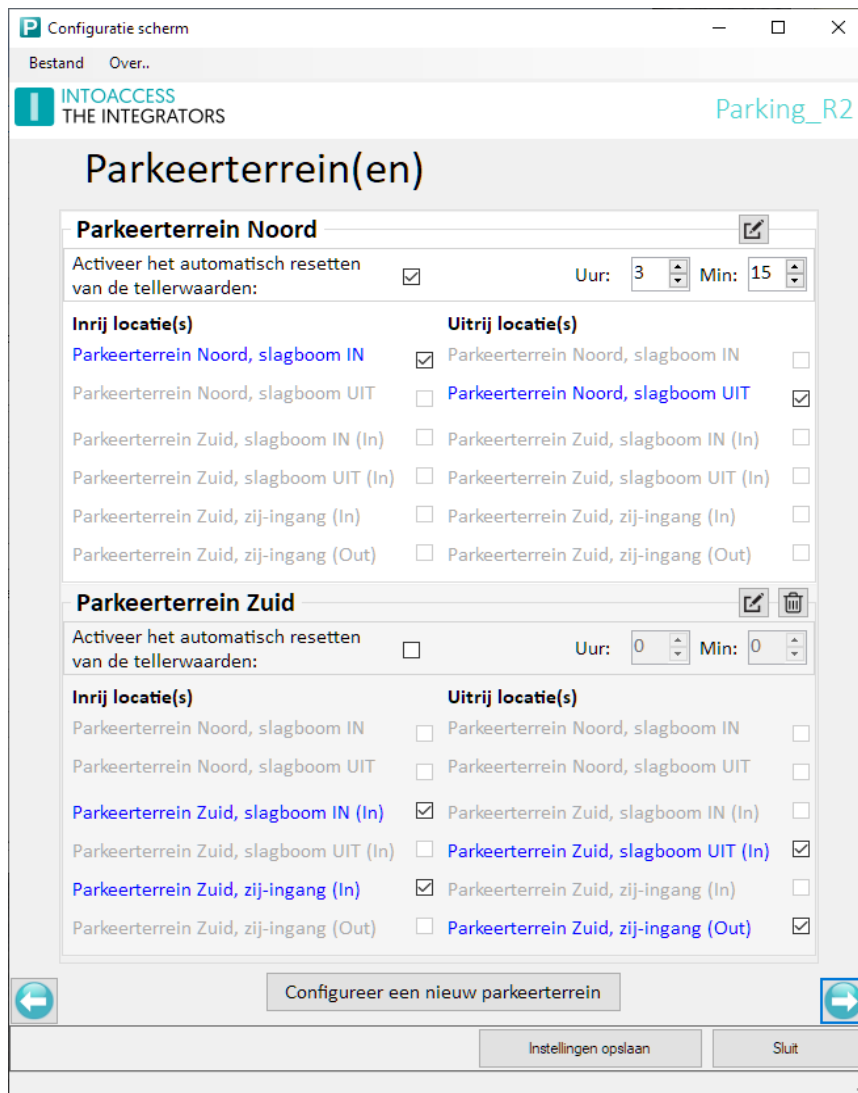 Configuratie scherm
Bestand Over..
INTOACCESS
THE INTEGRATORS
Parking_R2
Parkeerterrein(en)
Parkeerterrein Noord
Activeer het automatisch resetten
van de tellerwaarden:
Uur: 3 Min: 15
Inrij locatie(s) Uitrij locatie(s)
Parkeerterrein Noord, slagboom IN Parkeerterrein Noord, slagboom IN
Parkeerterrein Noord, slagboom UIT Parkeerterrein Noord, slagboom UIT
Parkeerterrein Zuid, slagboom IN (In) Parkeerterrein Zuid, slagboom IN (In)
Parkeerterrein Zuid, slagboom UIT (In) Parkeerterrein Zuid, slagboom UIT (In)
Parkeerterrein Zuid, zij-ingang (In) Parkeerterrein Zuid, zij-ingang (In)
Parkeerterrein Zuid, zij-ingang (Out) Parkeerterrein Zuid, zij-ingang (Out)
Parkeerterrein Zuid
Activeer het automatisch resetten
van de tellerwaarden:
Uur: 0 Min: 0
Inrij locatie(s) Uitrij locatie(s)
Parkeerterrein Noord, slagboom IN Parkeerterrein Noord, slagboom IN
Parkeerterrein Noord, slagboom UIT Parkeerterrein Noord, slagboom UIT
Parkeerterrein Zuid, slagboom IN (In) Parkeerterrein Zuid, slagboom IN (In)
Parkeerterrein Zuid, slagboom UIT (In) Parkeerterrein Zuid, slagboom UIT (In)
Parkeerterrein Zuid, zij-ingang (In) Parkeerterrein Zuid, zij-ingang (In)
Parkeerterrein Zuid, zij-ingang (Out) Parkeerterrein Zuid, zij-ingang (Out)
Configureer een nieuw parkeerterrein
Instellingen opslaan Sluit